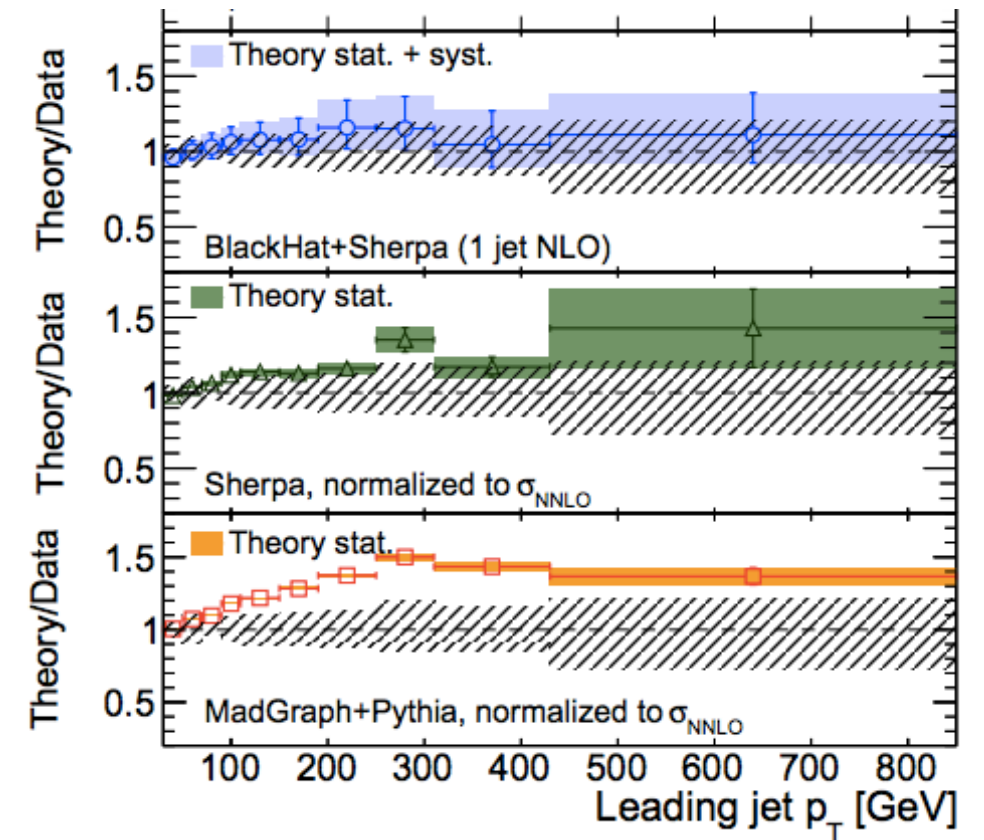 Theory/Data
1.5
1
0.5
Theory stat. + syst.
BlackHat+Sherpa (1 jet NLO)
Theory/Data
1.5
1
0.5
Theory stat.
Sherpa, normalized to σNNLO
Theory/Data
1.5
1
0.5
Theory stat.
MadGraph+Pythia, normalized to σNNLO
100 200 300 400 500 600 700 800
Leading jet pT [GeV]